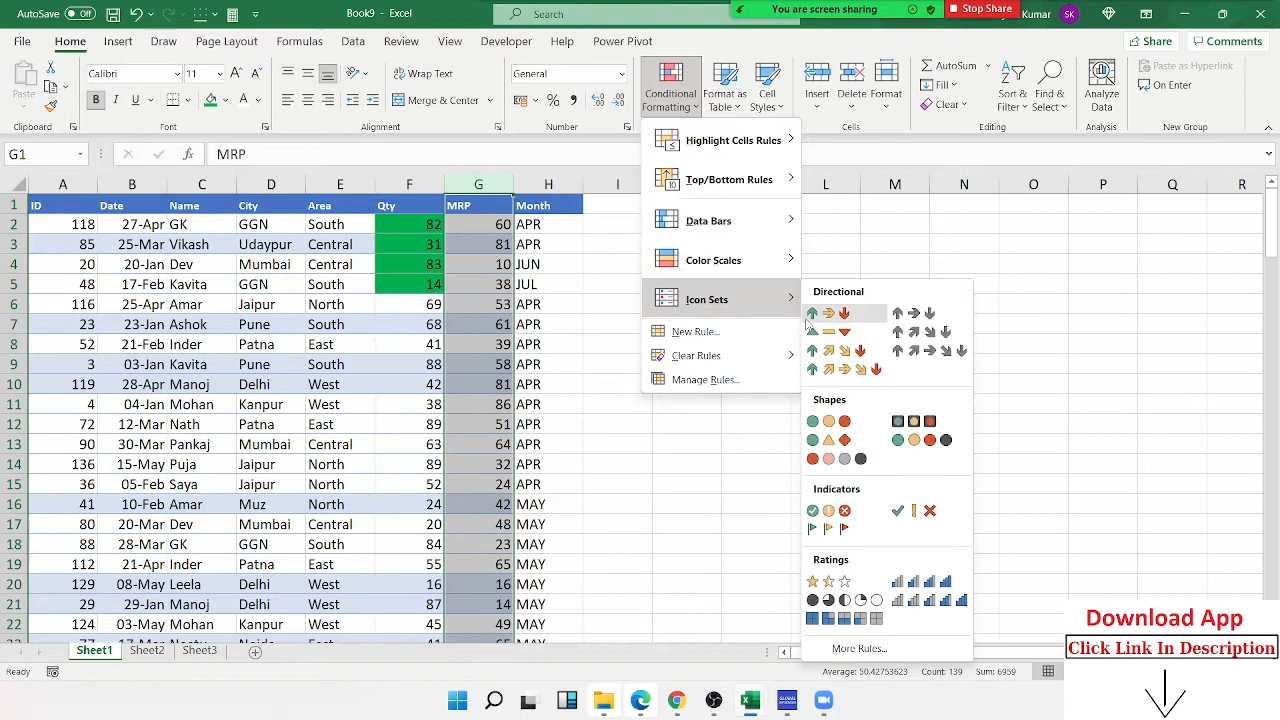 AutoSave Off Book1 - Excel Search You are screen sharing Stop Share Kumar SK
File Home Insert Draw Page Layout Formulas Data Review View Developer Help Power Pivot Share Comments
Paste Calibri 11 Wrap Text General Conditional Formatting Format as Table Cell Styles Insert Delete Format AutoSum Sort & Filter Find & Select Analyze Data Paste as Hyperlink
B I U A Merge & Center % Fill Clear Group On Enter
Clipboard Font Alignment Cells Editing Analysis New Group
G1 fx MRP
A B C D E F G H I L M N O P Q R
1 ID Date Name City Area Qty MRP Month
2 118 27-Apr GK GGN South 82 60 APR
3 85 25-Mar Vikash Udaypur Central 31 81 APR
4 20 20-Jan Dev Mumbai Central 83 10 JUN
5 48 17-Feb Kavita GGN South 14 38 JUL
6 116 25-Apr Amar Jaipur North 69 53 APR
7 23 23-Jan Ashok Pune South 68 61 APR
8 52 21-Feb Inder Patna East 41 39 APR
9 3 03-Jan Kavita Pune South 88 58 APR
10 119 28-Apr Manoj Delhi West 42 81 APR
11 4 04-Jan Mohan Kanpur West 38 86 APR
12 72 12-Mar Nath Patna East 89 51 APR
13 90 30-Mar Pankaj Mumbai Central 63 64 APR
14 136 15-May Puja Jaipur North 89 32 APR
15 36 05-Feb Saya Jaipur North 52 24 APR
16 41 10-Feb Amar Muz North 24 42 MAY
17 80 20-Mar Dev Mumbai Central 20 48 MAY
18 88 28-Mar GK GGN South 84 23 MAY
19 112 21-Apr Inder Patna East 55 65 MAY
20 129 08-May Leela Delhi West 16 16 MAY
21 29 29-Jan Manoj Delhi West 87 14 MAY
22 124 03-May Mohan Kanpur West 45 49 MAY
Highlight Cells Rules
Top/Bottom Rules
Data Bars
Color Scales
Icon Sets
New Rule...
Clear Rules
Manage Rules...
Directional
Shapes
Indicators
Ratings
More Rules...
Download App
Click Link In Description
Sheet1 Sheet2 Sheet3
Ready Average: 50.42753623 Count: 139 Sum: 6959